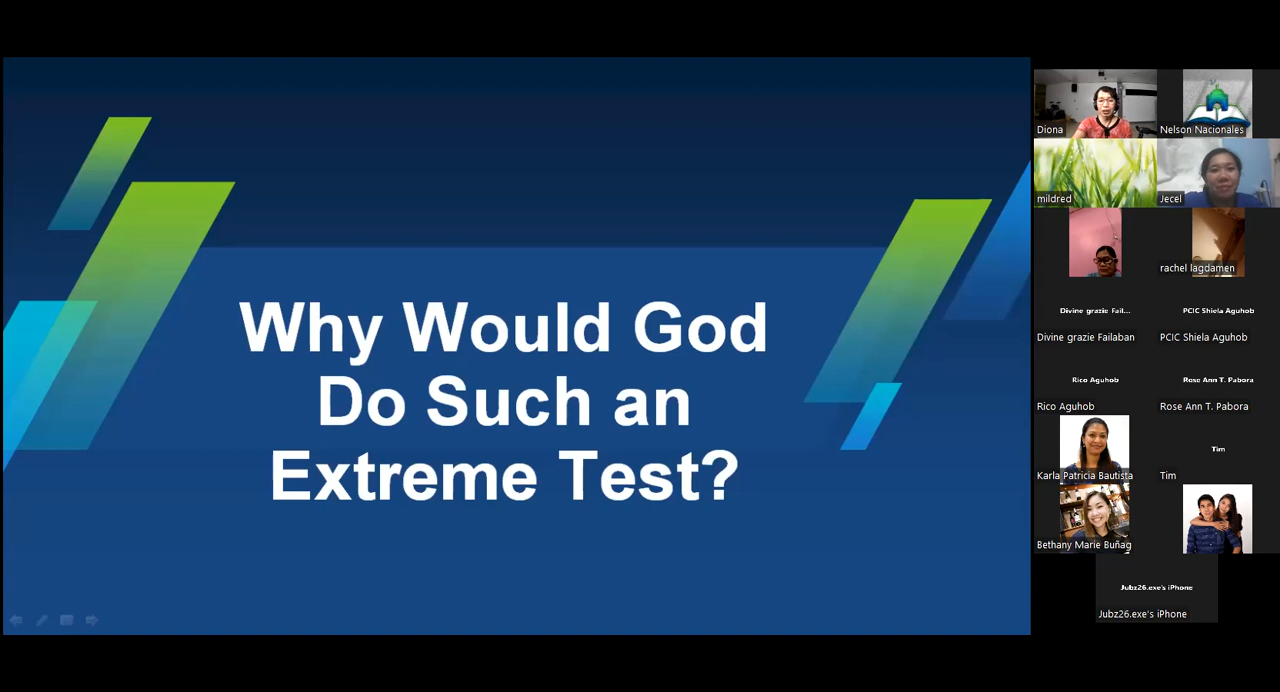 Why Would God
Do Such an
Extreme Test?
Diona
Nelson Nacionales
mildred
Jecel
rachel lagdamen
Divine grazie Fail...
Divine grazie Failaban
PCIC Shiela Aguhob
PCIC Shiela Aguhob
Rico Aguhob
Rico Aguhob
Rose Ann T. Pabora
Rose Ann T. Pabora
Karla Patricia Bautista
Tim
Tim
Bethany Marie Buñag
Jubz26.exe's iPhone
Jubz26.exe's iPhone